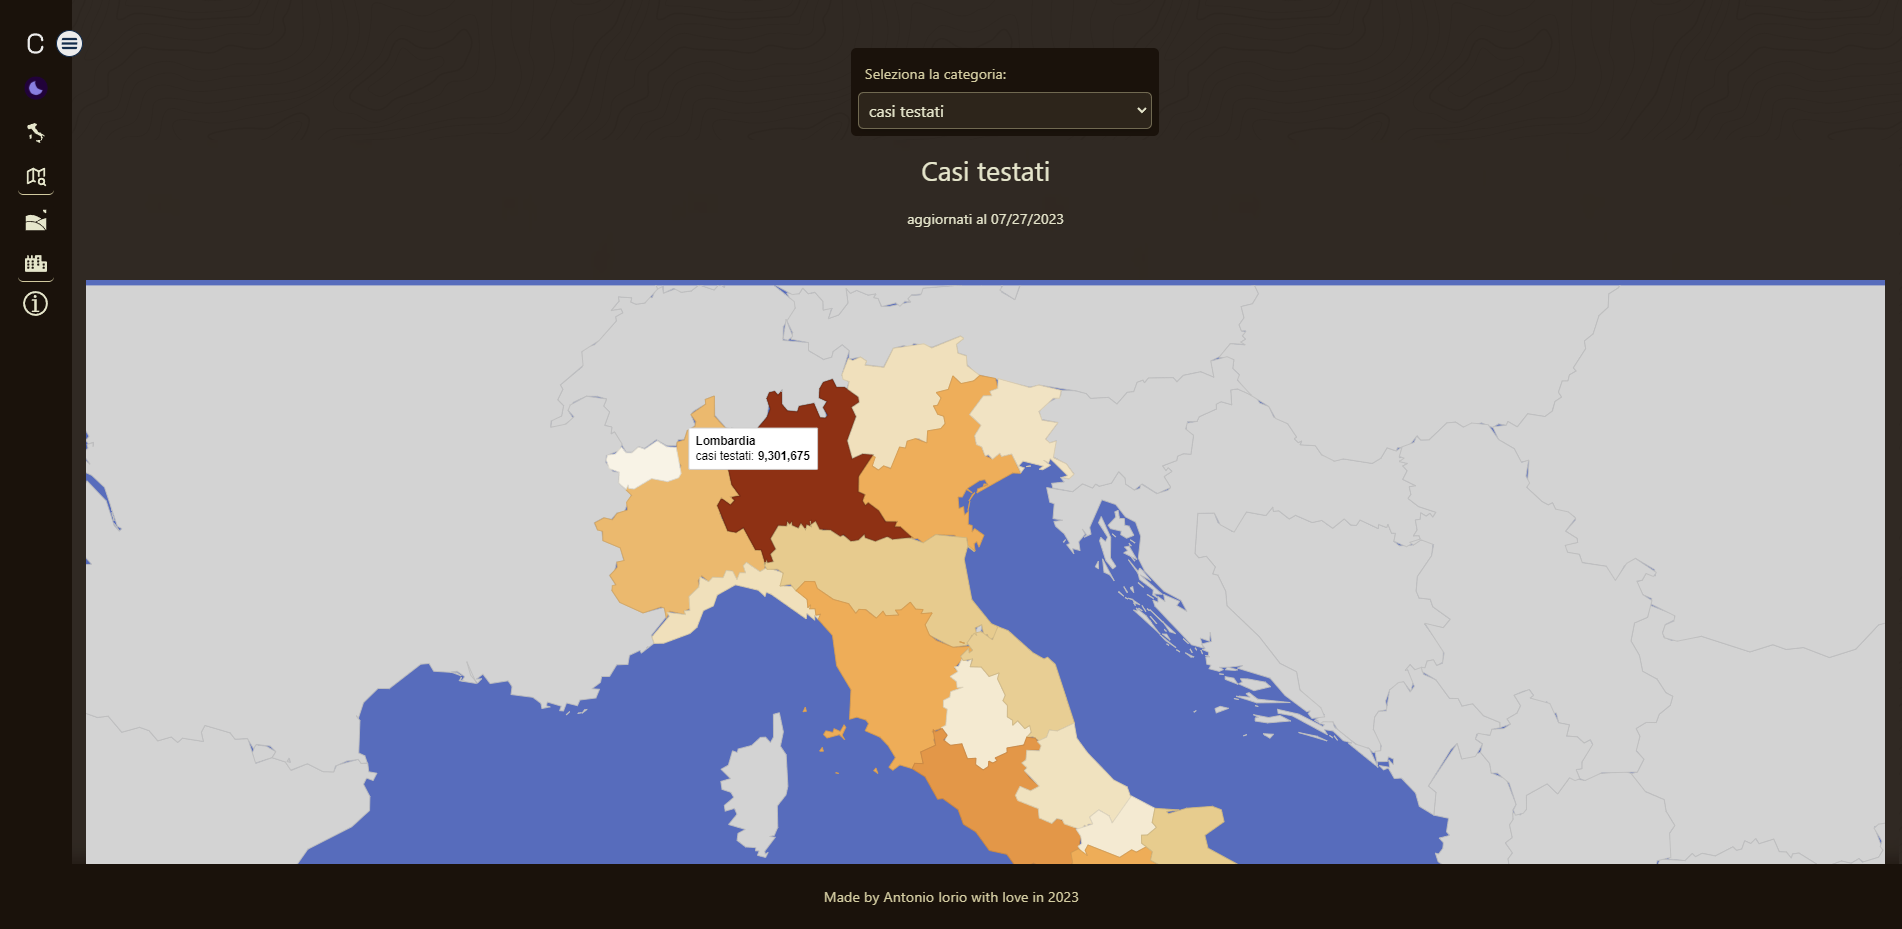 C
Seleziona la categoria:
casi testati
Casi testati
aggiornati al 07/27/2023
Lombardia
casi testati: 9,301,675
Made by Antonio Iorio with love in 2023